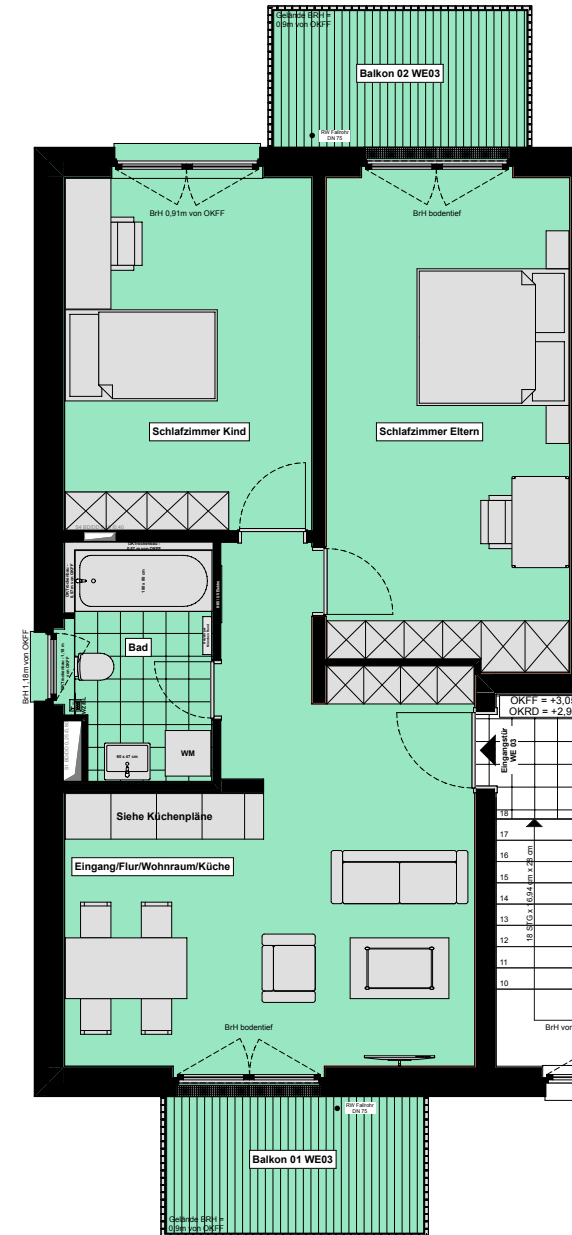 Gelände BRH =
0,9m von OKFF
Balkon 02 WE03
RW Fallrohr
DN 75
BrH 0,91m von OKFF
BrH bodentief
Schlafzimmer Kind
Schlafzimmer Eltern
Bad
BrH 1,18m von OKFF
WM
OKFF = +3,0
OKRD = +2,9
Eingangstür
WE 03
Siehe Küchenpläne
Eingang/Flur/Wohnraum/Küche
18
17
16
15
14
13
12
11
10
18 STG x 16,94 cm x 28 cm
BrH bodentief
BrH vor
RW Fallrohr
DN 75
Balkon 01 WE03
Gelände BRH =
0,9m von OKFF